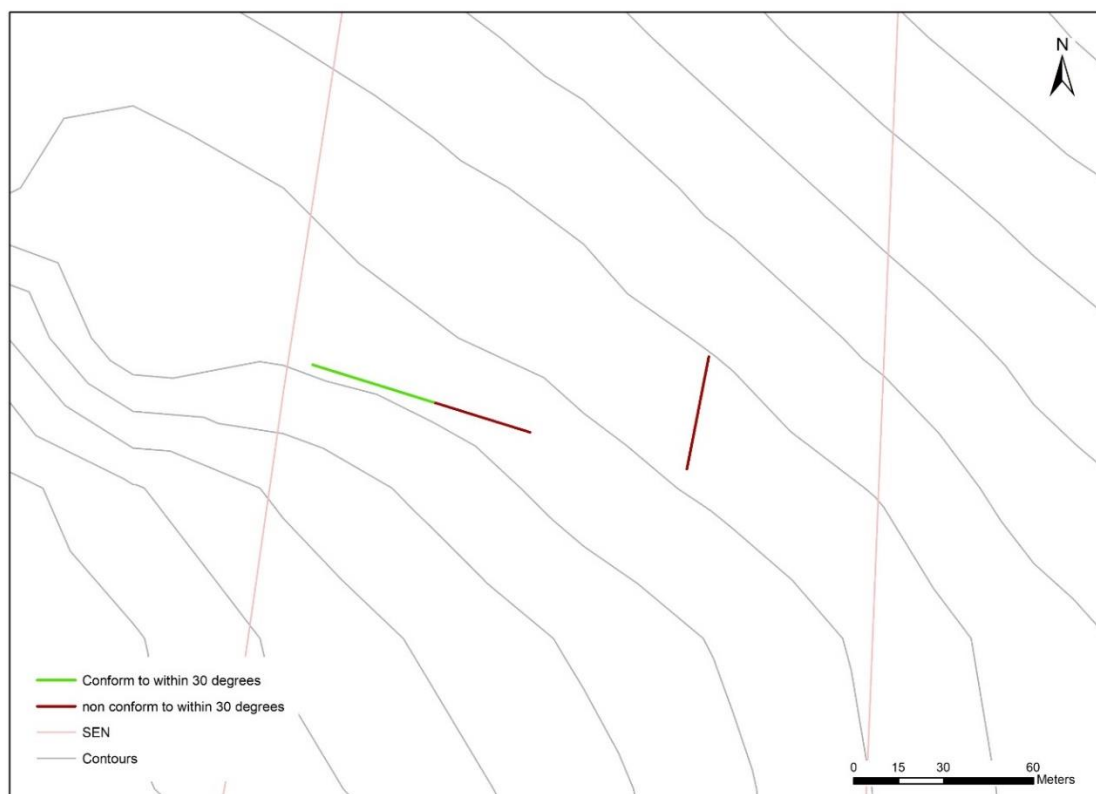 N
Conform to within 30 degrees
non conform to within 30 degrees
SEN
Contours
0 15 30 60
Meters